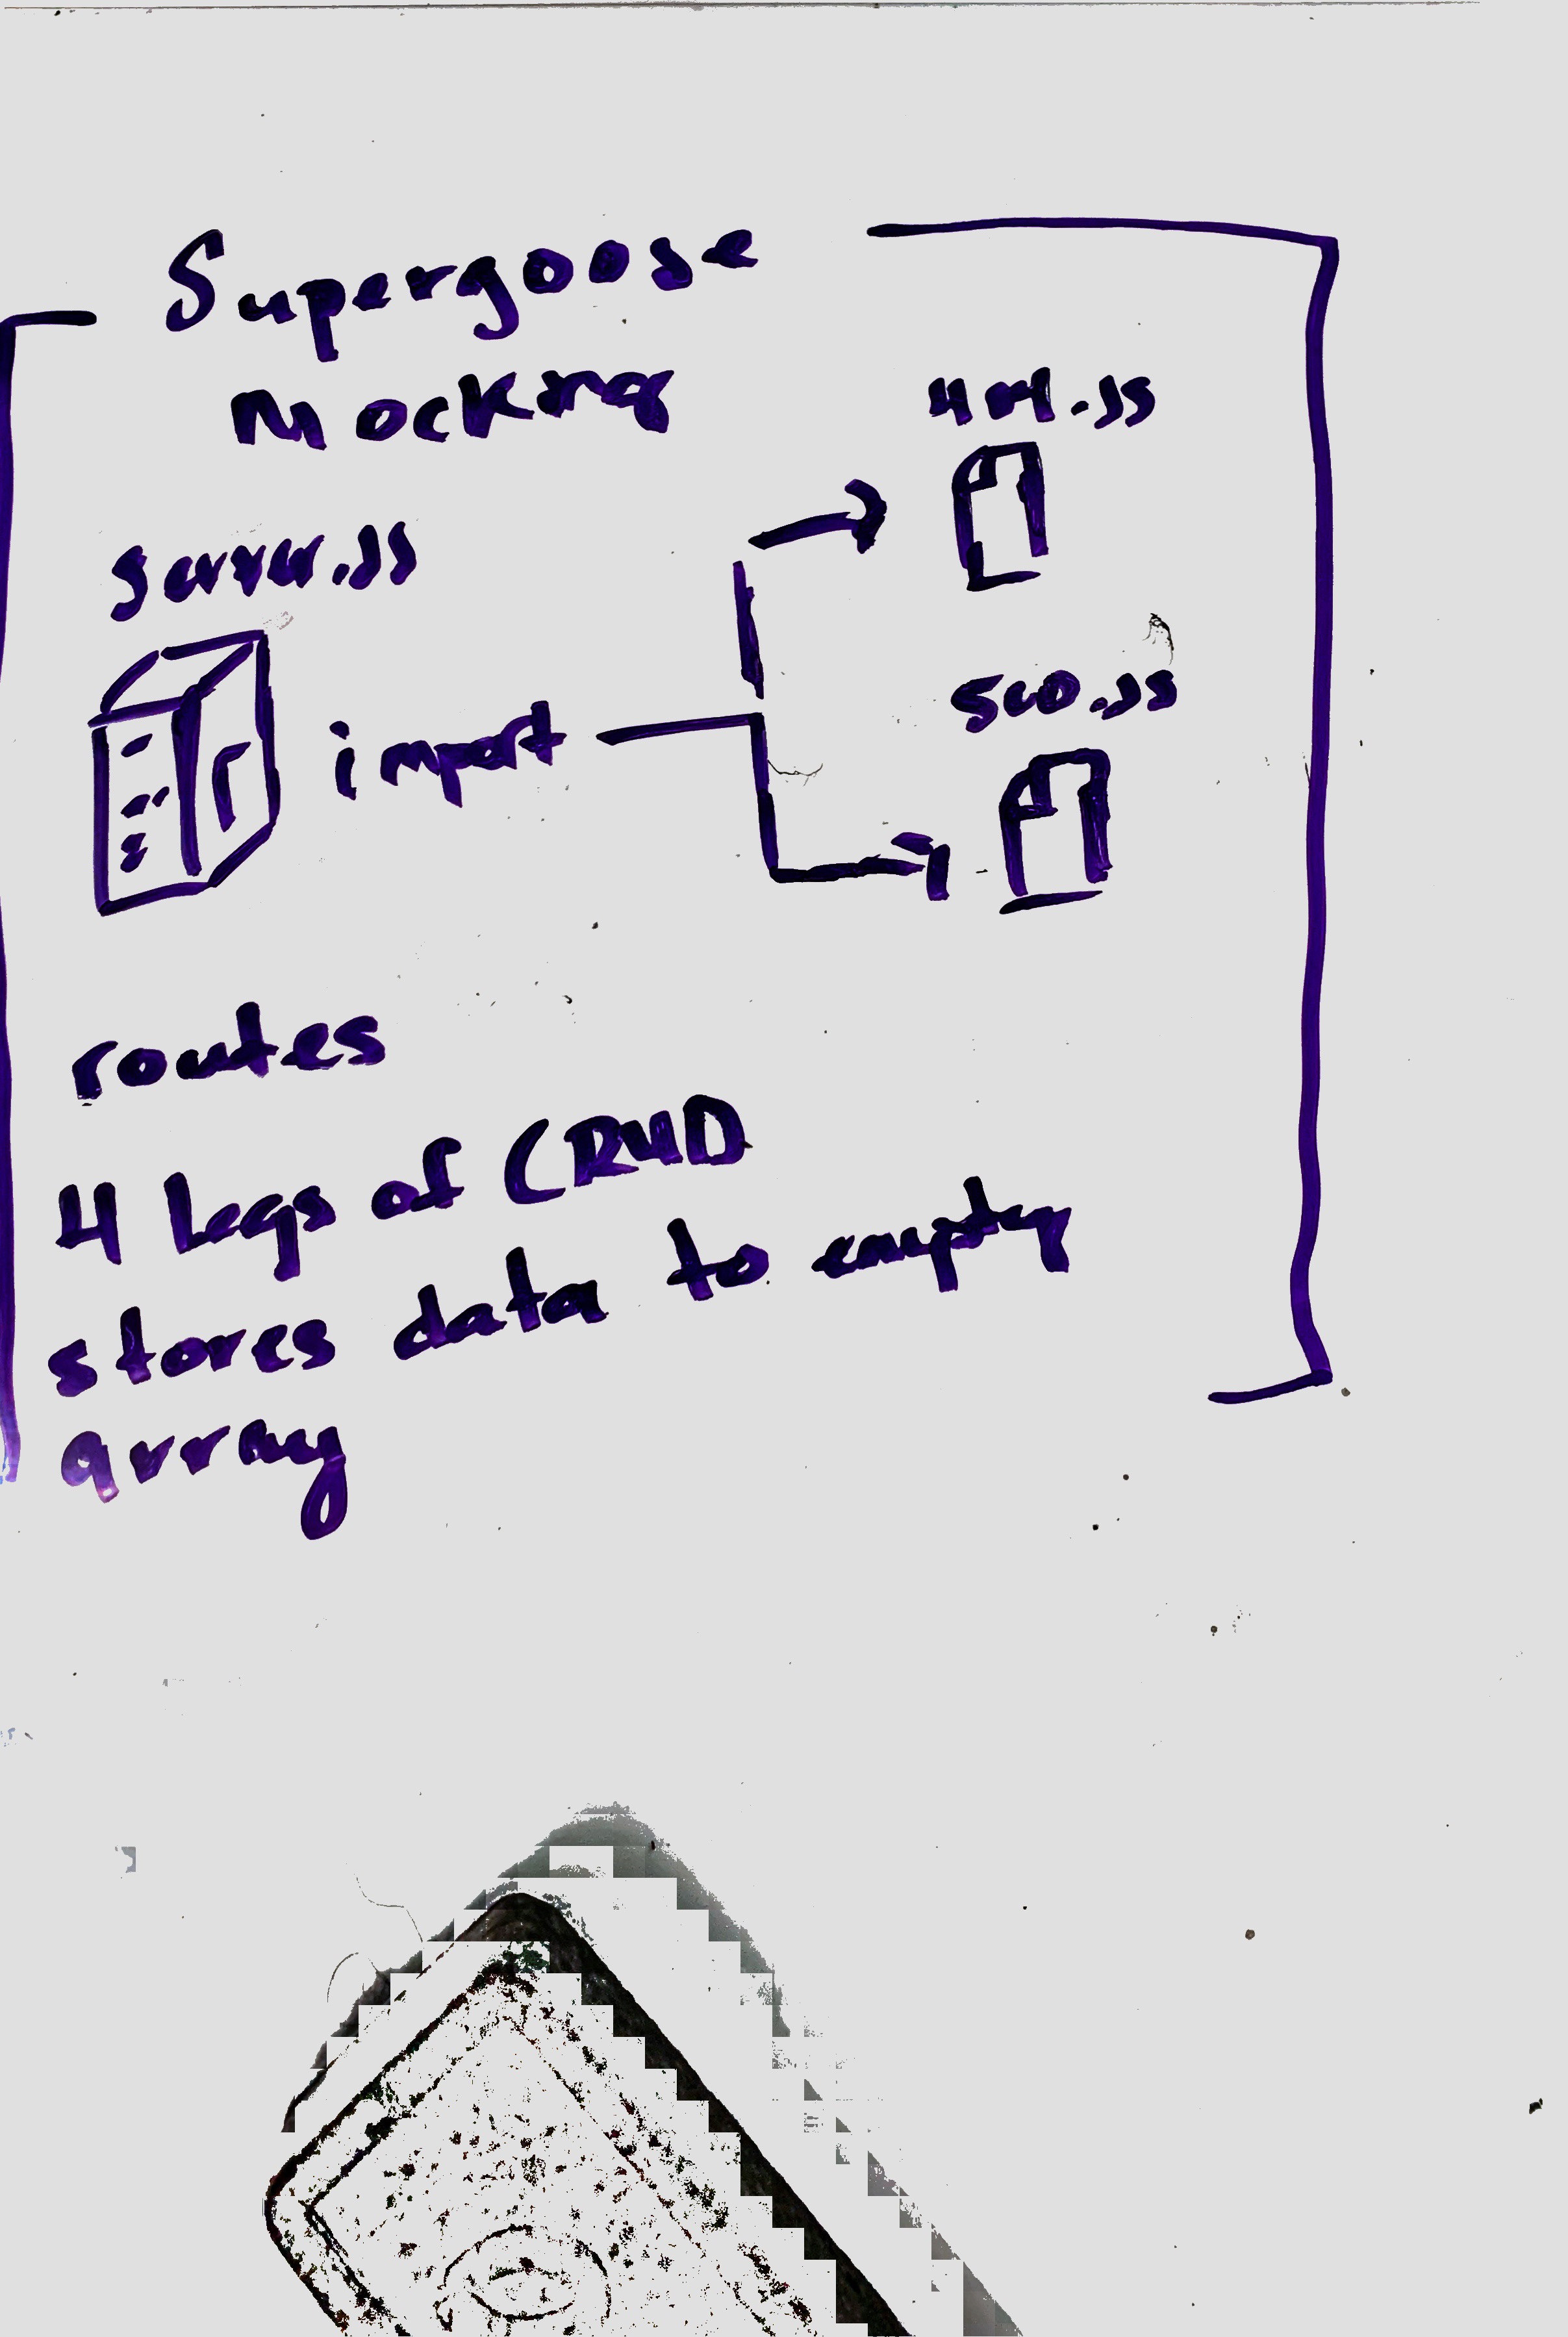 Supergoose
Mocking
404.js
server.js
500.js
import
routes
4 legs of CRUD
stores data to empty
array